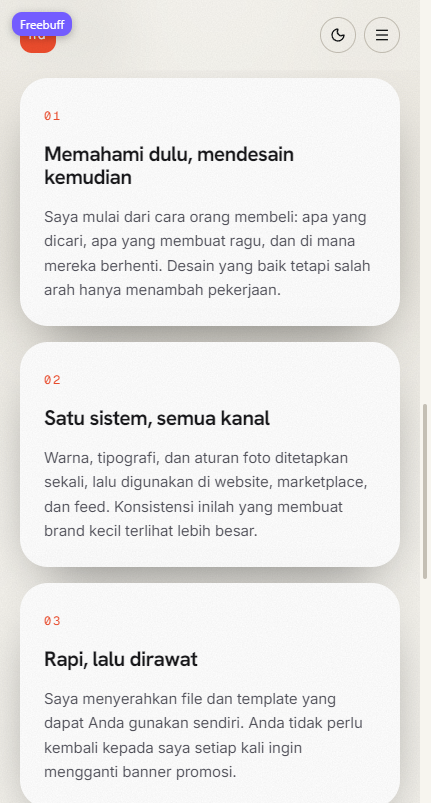 Freebuff
01
Memahami dulu, mendesain
kemudian
Saya mulai dari cara orang membeli: apa yang
dicari, apa yang membuat ragu, dan di mana
mereka berhenti. Desain yang baik tetapi salah
arah hanya menambah pekerjaan.
02
Satu sistem, semua kanal
Warna, tipografi, dan aturan foto ditetapkan
sekali, lalu digunakan di website, marketplace,
dan feed. Konsistensi inilah yang membuat
brand kecil terlihat lebih besar.
03
Rapi, lalu dirawat
Saya menyerahkan file dan template yang
dapat Anda gunakan sendiri. Anda tidak perlu
kembali kepada saya setiap kali ingin
mengganti banner promosi.